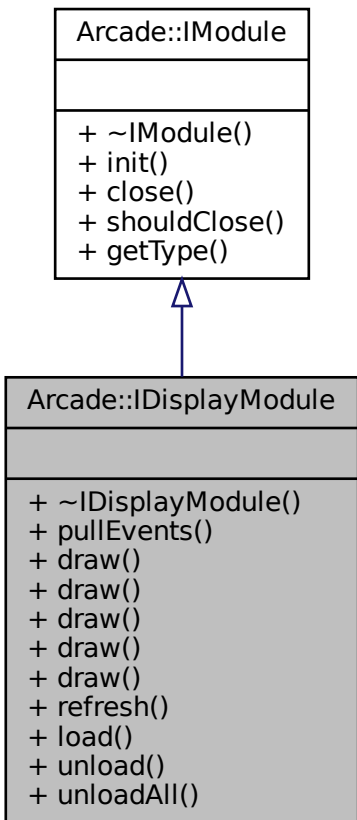 Arcade::IModule
+ ~IModule()
+ init()
+ close()
+ shouldClose()
+ getType()
Arcade::IDisplayModule
+ ~IDisplayModule()
+ pullEvents()
+ draw()
+ draw()
+ draw()
+ draw()
+ draw()
+ refresh()
+ load()
+ unload()
+ unloadAll()